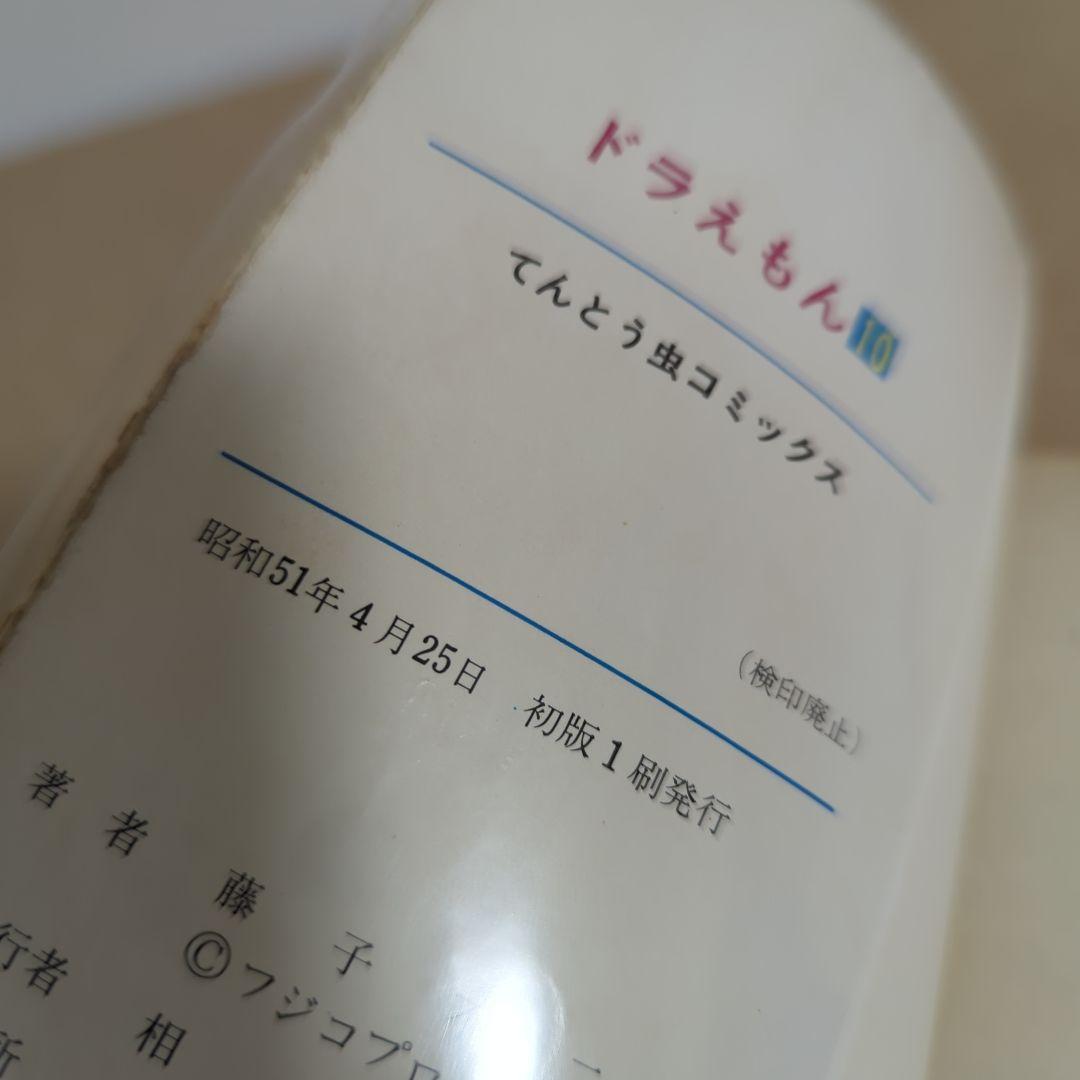 ドラえもん10
てんとう虫コミックス
(検印廃止)
昭和51年4月25日 初版1刷発行
著者 藤子
©フジコプロ
行者 相
所